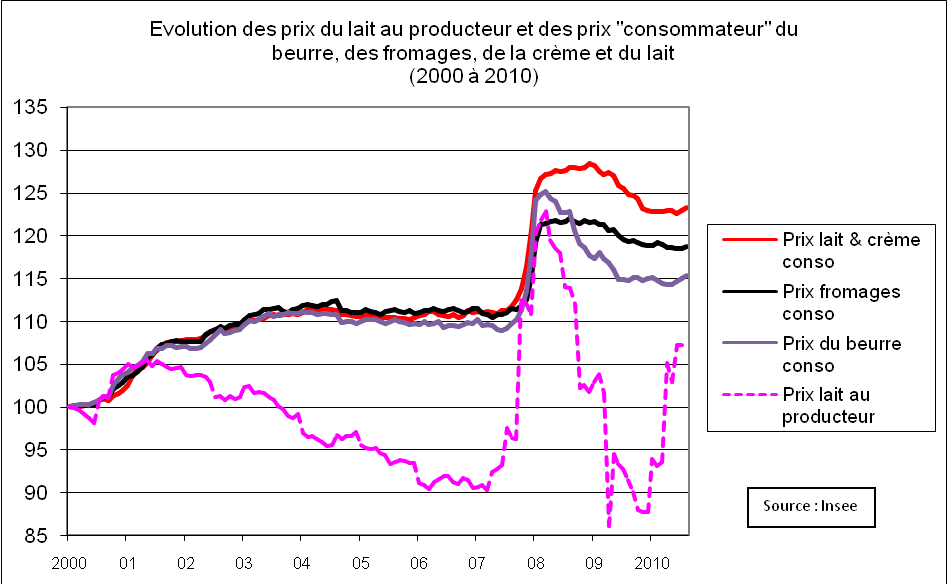 Evolution des prix du lait au producteur et des prix "consommateur" du
beurre, des fromages, de la crème et du lait
(2000 à 2010)
135
130
125
120
115
110
105
100
95
90
85
2000 01 02 03 04 05 06 07 08 09 2010
Prix lait & crème
conso
Prix fromages
conso
Prix du beurre
conso
Prix lait au
producteur
Source : Insee